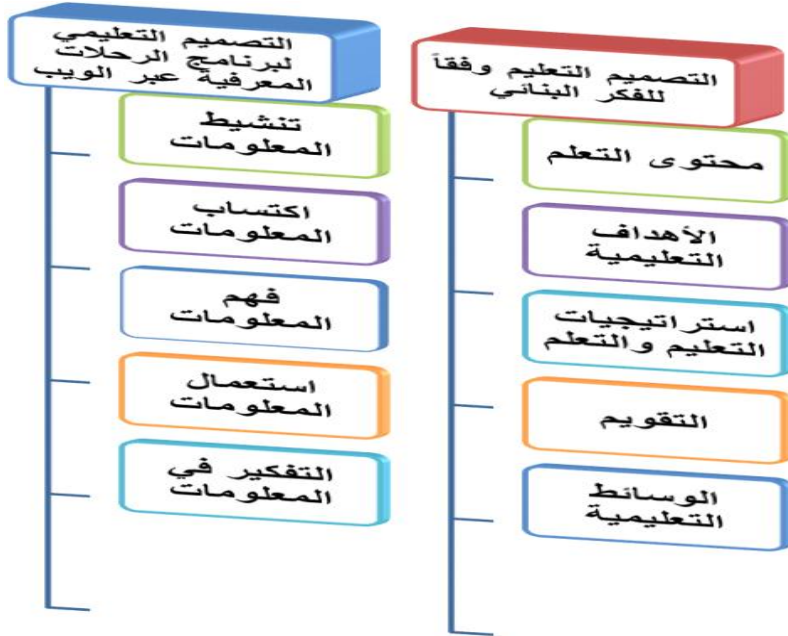 التصميم التعليم وفقاً
للفكر البنائي
محتوى التعلم
الأهداف
التعليمية
استراتيجيات
التعليم والتعلم
التقويم
الوسائط
التعليمية
التصميم التعليمي
لبرنامج الرحلات
المعرفية عبر الويب
تنشيط
المعلومات
اكتساب
المعلومات
فهم
المعلومات
استعمال
المعلومات
التفكير في
المعلومات